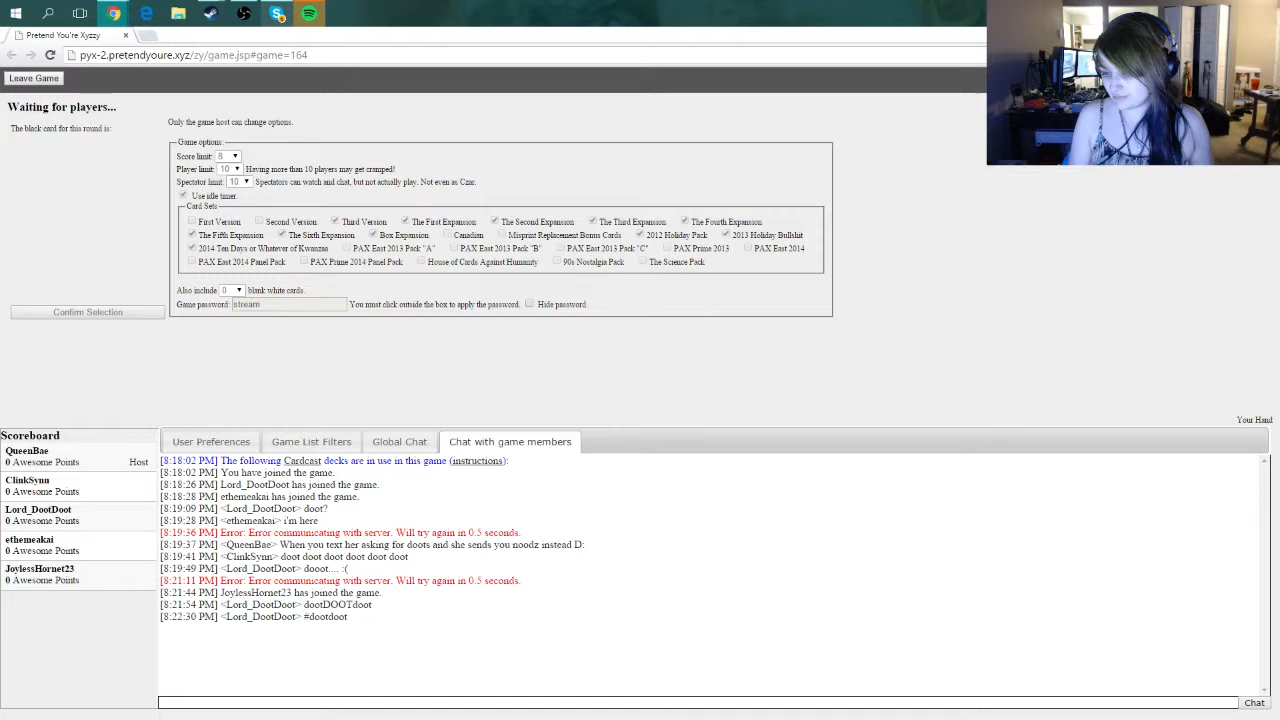 Pretend You're Xyzzy
pyx-2.pretendyoure.xyz/zy/game.jsp#game=164
Leave Game
Waiting for players...
The black card for this round is:
Only the game host can change options.
Game options:
Score limit: 8
Player limit: 10 Having more than 10 players may get cramped!
Spectator limit: 10 Spectators can watch and chat, but not actually play. Not even as Czar.
Use idle timer.
Card Sets
First Version Second Version Third Version The First Expansion The Second Expansion The Third Expansion The Fourth Expansion
The Fifth Expansion The Sixth Expansion Box Expansion Canadian Misprint Replacement Bonus Cards 2012 Holiday Pack 2013 Holiday Bullshit
2014 Ten Days or Whatever of Kwanzaa PAX East 2013 Pack "A" PAX East 2013 Pack "B" PAX East 2013 Pack "C" PAX Prime 2013 PAX East 2014
PAX East 2014 Panel Pack PAX Prime 2014 Panel Pack House of Cards Against Humanity 90s Nostalgia Pack The Science Pack
Also include 0 blank white cards.
Game password: stream You must click outside the box to apply the password. Hide password.
Confirm Selection
Your Hand
Scoreboard
QueenBae
0 Awesome Points Host
ClinkSynn
0 Awesome Points
Lord_DootDoot
0 Awesome Points
ethemeakai
0 Awesome Points
JoylessHornet23
0 Awesome Points
User Preferences Game List Filters Global Chat Chat with game members
[8:18:02 PM] The following Cardcast decks are in use in this game (instructions):
[8:18:02 PM] You have joined the game.
[8:18:26 PM] Lord_DootDoot has joined the game.
[8:18:28 PM] ethemeakai has joined the game.
[8:19:09 PM] <Lord_DootDoot> doot?
[8:19:28 PM] <ethemeakai> i'm here
[8:19:36 PM] Error: Error communicating with server. Will try again in 0.5 seconds.
[8:19:37 PM] <QueenBae> When you text her asking for doots and she sends you noodz instead D:
[8:19:41 PM] <ClinkSynn> doot doot doot doot doot doot
[8:19:49 PM] <Lord_DootDoot> dooot.... :(
[8:21:11 PM] Error: Error communicating with server. Will try again in 0.5 seconds.
[8:21:44 PM] JoylessHornet23 has joined the game.
[8:21:54 PM] <Lord_DootDoot> dootDOOTdoot
[8:22:30 PM] <Lord_DootDoot> #dootdoot
Chat